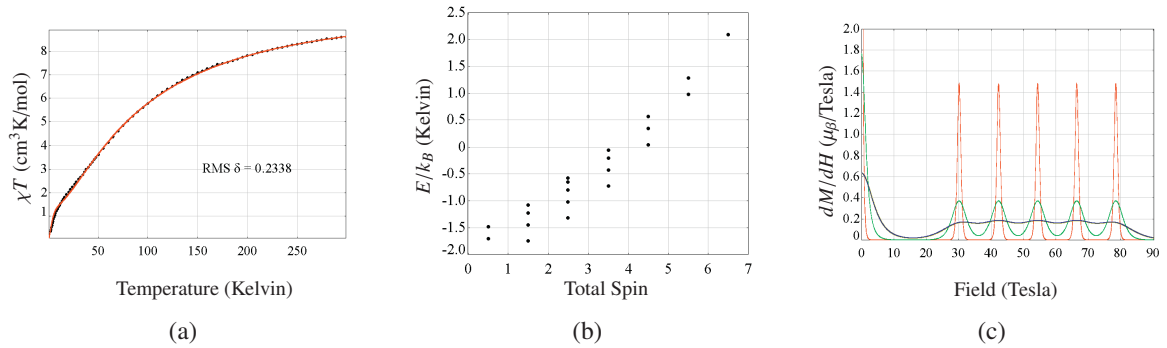 χT (cm³K/mol)
8
7
6
5
4
3
2
1
RMS δ = 0.2338
50 100 150 200 250
Temperature (Kelvin)
(a)
E/k_B (Kelvin)
2.0
1.5
1.0
0.5
0
-0.5
-1.0
-1.5
2.0
0 1 2 3 4 5 6 7
Total Spin
(b)
dM/dH (μ_β/Tesla)
2.0
1.8
1.6
1.4
1.2
1.0
0.8
0.6
0.4
0.2
0
0 10 20 30 40 50 60 70 80 90
Field (Tesla)
(c)